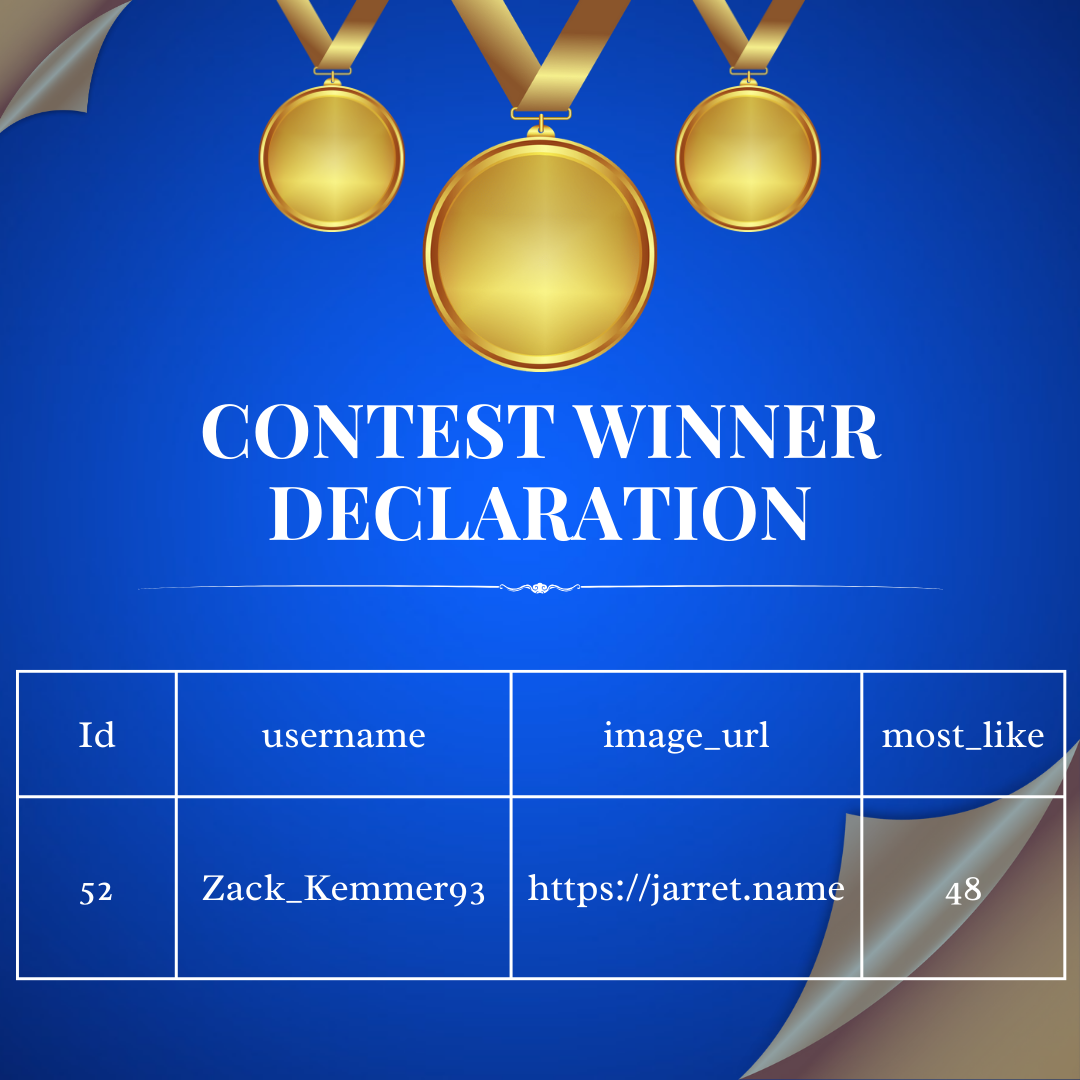 CONTEST WINNER
DECLARATION
Id username image_url most_like
52 Zack_Kemmer93 https://jarret.name 48